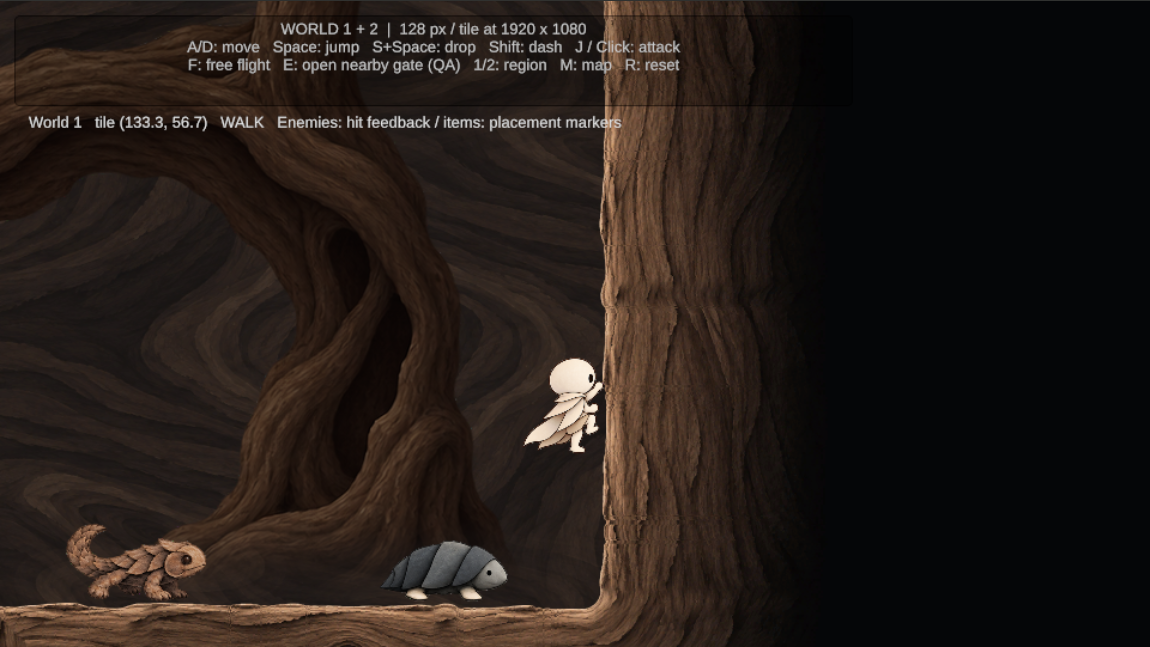 WORLD 1 + 2 | 128 px / tile at 1920 x 1080
A/D: move Space: jump S+Space: drop Shift: dash J / Click: attack
F: free flight E: open nearby gate (QA) 1/2: region M: map R: reset
World 1 tile (133.3, 56.7) WALK Enemies: hit feedback / items: placement markers